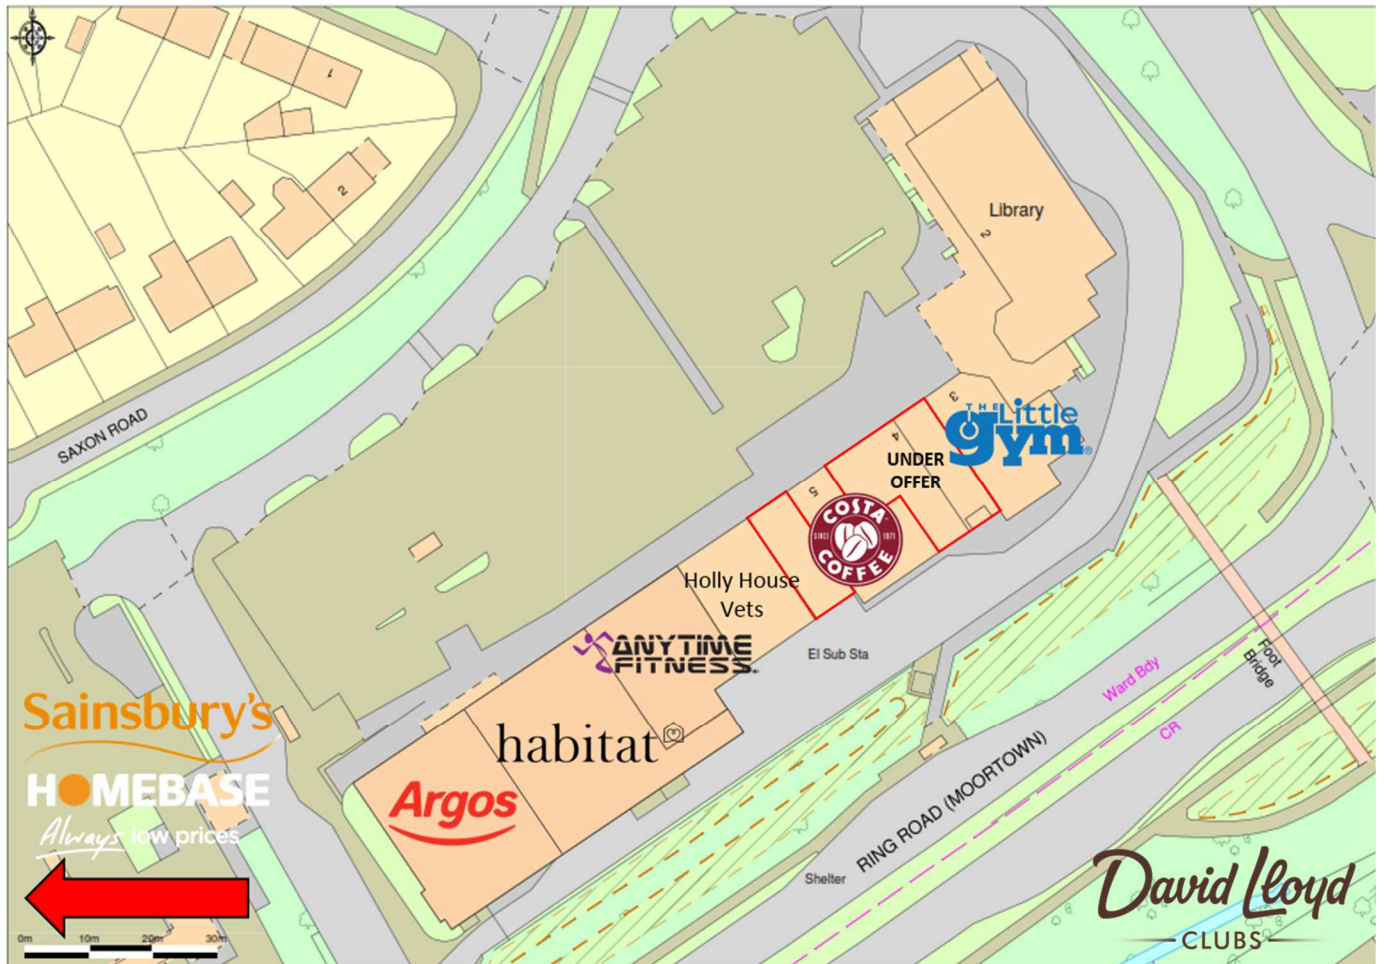 1
2
Library
2
SAXON ROAD
3
THE Little
gym®
4
UNDER
OFFER
5
COSTA
SINCE 1971
COFFEE
Holly House
Vets
ANYTIME
FITNESS.
El Sub Sta
Foot
Bridge
Ward Bdy
CR
Sainsbury's
HOMEBASE
Always low prices
habitat
Argos
RING ROAD (MOORTOWN)
Shelter
David Lloyd
CLUBS
0m 10m 20m 30m